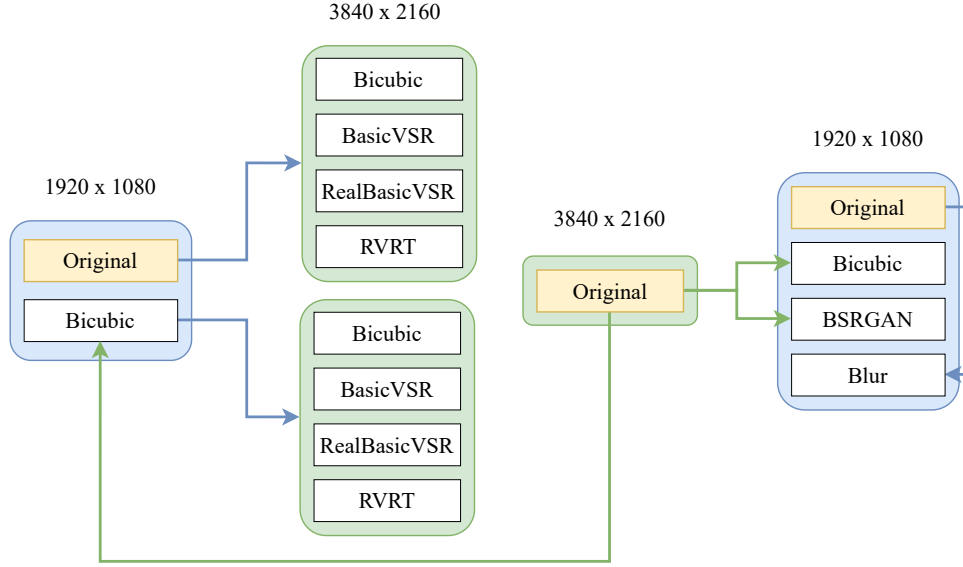 3840 x 2160
Bicubic
BasicVSR
RealBasicVSR
RVRT
1920 x 1080
Original
Bicubic
Bicubic
BasicVSR
RealBasicVSR
RVRT
3840 x 2160
Original
1920 x 1080
Original
Bicubic
BSRGAN
Blur